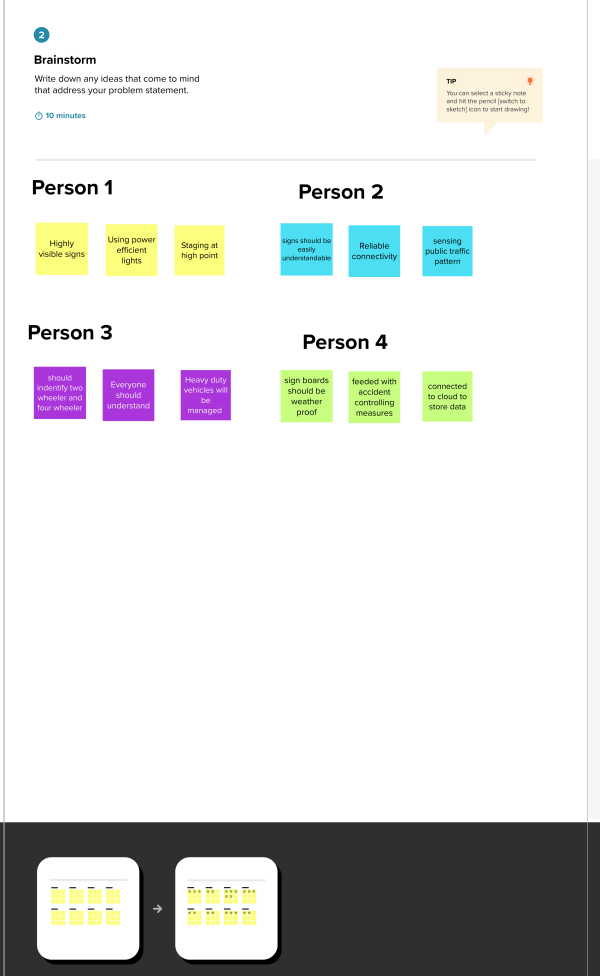 2
Brainstorm
Write down any ideas that come to mind
that address your problem statement.
10 minutes
TIP
You can select a sticky note
and hit the pencil [switch to
sketch] icon to start drawing!
Person 1
Highly
visible signs
Using power
efficient
lights
Staging at
high point
Person 2
signs should be
easily
understandable
Reliable
connectivity
sensing
public traffic
pattern
Person 3
should
indentify two
wheeler and
four wheeler
Everyone
should
understand
Heavy duty
vehicles will
be
managed
Person 4
sign boards
should be
weather
proof
feeded with
accident
controlling
measures
connected
to cloud to
store data